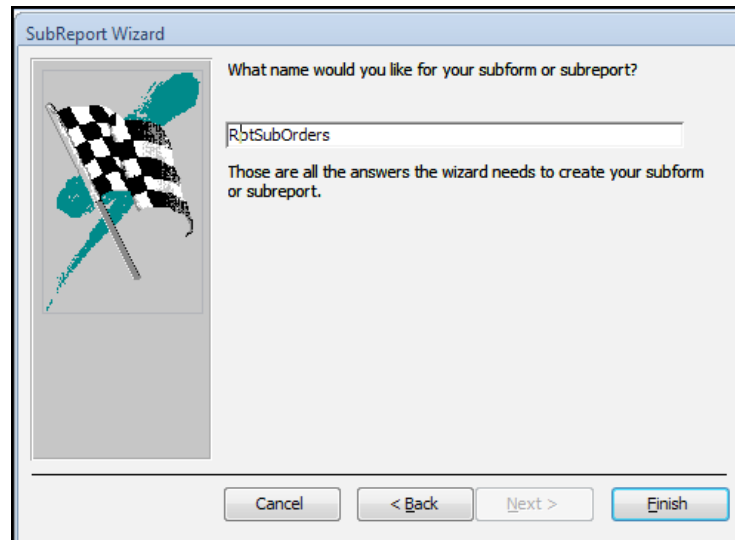 SubReport Wizard
What name would you like for your subform or subreport?
RptSubOrders
Those are all the answers the wizard needs to create your subform
or subreport.
Cancel
< Back
Next >
Finish